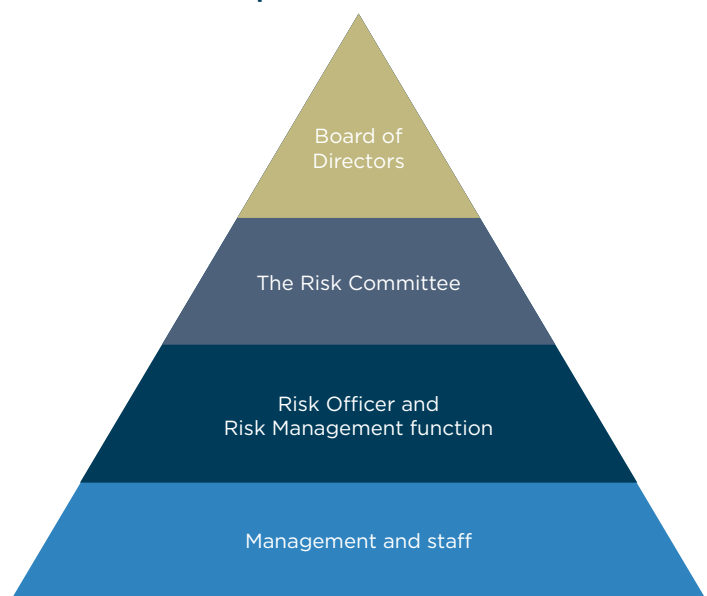 Board of
Directors
The Risk Committee
Risk Officer and
Risk Management function
Management and staff